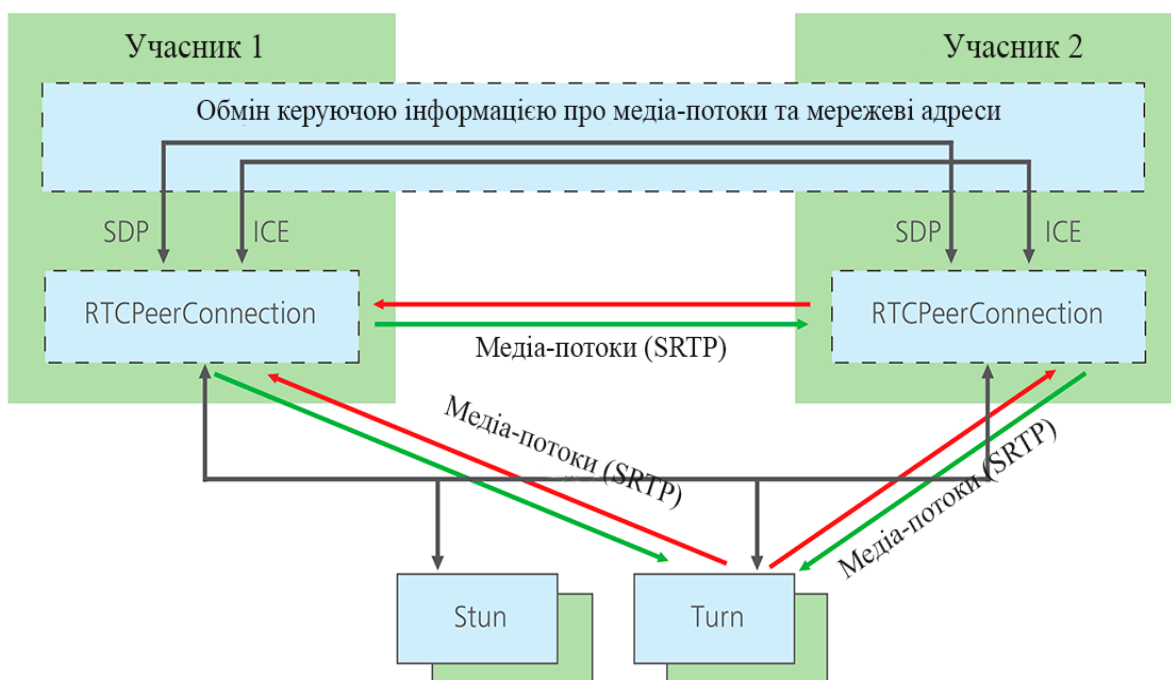 Учасник 1
Учасник 2
Обмін керуючою інформацією про медіа-потоки та мережеві адреси
SDP
ICE
SDP
ICE
RTCPeerConnection
RTCPeerConnection
Медіа-потоки (SRTP)
Медіа-потоки (SRTP)
Медіа-потоки (SRTP)
Stun
Turn